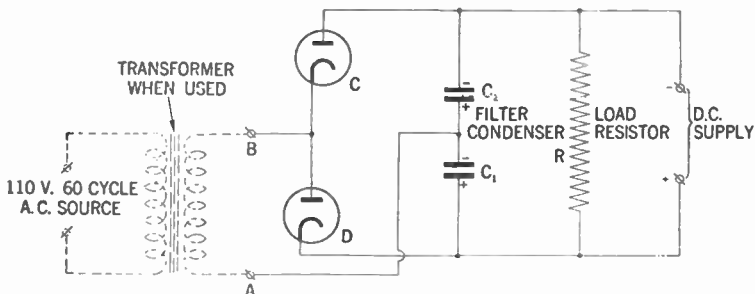 TRANSFORMER
WHEN USED
110 V. 60 CYCLE
A.C. SOURCE
B
A
C
D
-
C₂
+
FILTER
CONDENSER
-
C₁
+
LOAD
RESISTOR
R
-
D.C.
SUPPLY
+